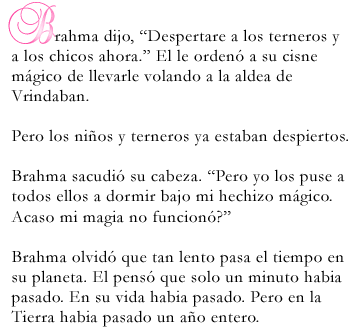 Brahma dijo, “Despertare a los terneros y
a los chicos ahora.” El le ordenó a su cisne
mágico de llevarle volando a la aldea de
Vrindaban.
Pero los niños y terneros ya estaban despiertos.
Brahma sacudió su cabeza. “Pero yo los puse a
todos ellos a dormir bajo mi hechizo mágico.
Acaso mi magia no funcionó?”
Brahma olvidó que tan lento pasa el tiempo en
su planeta. El pensó que solo un minuto habia
pasado. En su vida habia pasado. Pero en la
Tierra habia pasado un año entero.